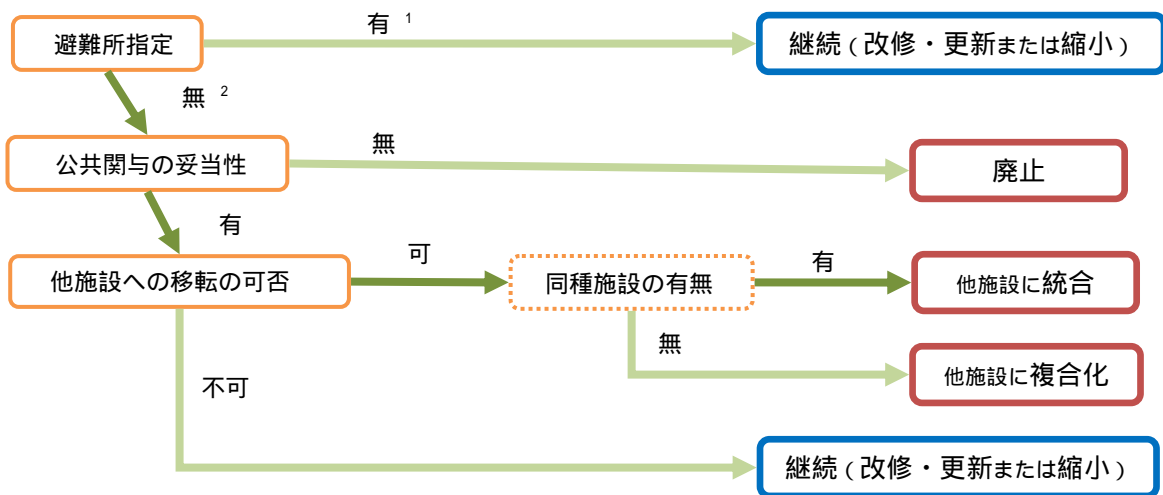 避難所指定
有 1
継続（改修・更新または縮小）
無 2
公共関与の妥当性
無
廃止
有
他施設への移転の可否
可
同種施設の有無
有
他施設に統合
無
他施設に複合化
不可
継続（改修・更新または縮小）